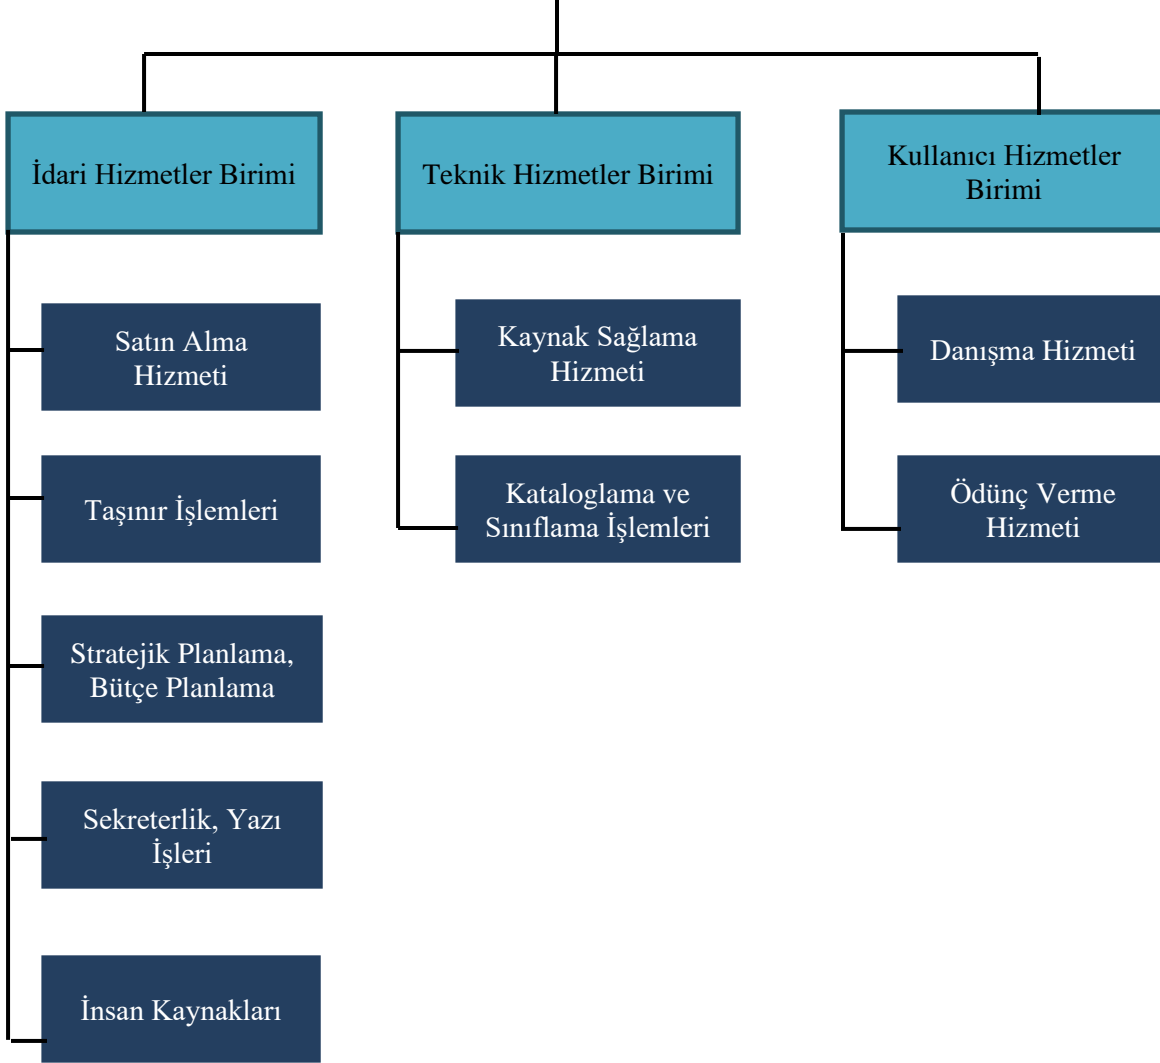 İdari Hizmetler Birimi
Teknik Hizmetler Birimi
Kullanıcı Hizmetler
Birimi
Satın Alma
Hizmeti
Taşınır İşlemleri
Stratejik Planlama,
Bütçe Planlama
Sekreterlik, Yazı
İşleri
İnsan Kaynakları
Kaynak Sağlama
Hizmeti
Kataloglama ve
Sınıflama İşlemleri
Danışma Hizmeti
Ödünç Verme
Hizmeti